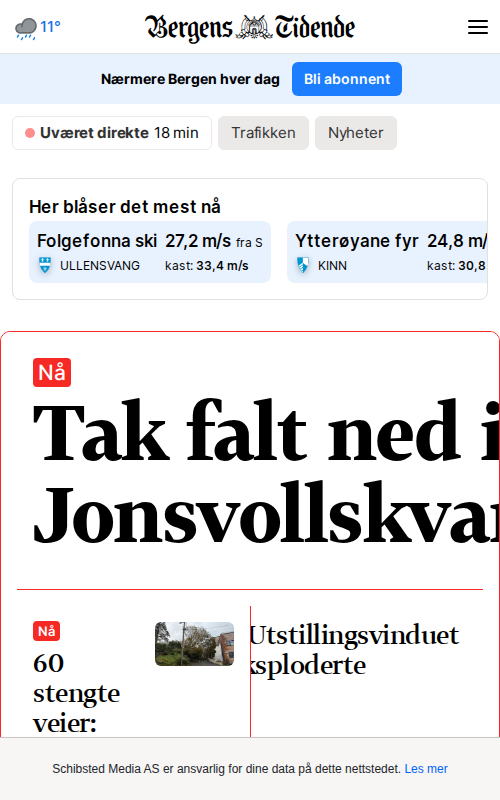 11°
Bergens Tidende
Nærmere Bergen hver dag
Bli abonnent
Uværet direkte 18 min
Trafikken
Nyheter
Her blåser det mest nå
Folgefonna ski 27,2 m/s fra S
ULLENSVANG kast: 33,4 m/s
Ytterøyane fyr 24,8 m/
KINN kast: 30,8
Nå
Tak falt ned i
Jonsvollskvar
Nå
60
stengte
veier:
Utstillingsvinduet
ksploderte
Schibsted Media AS er ansvarlig for dine data på dette nettstedet. Les mer